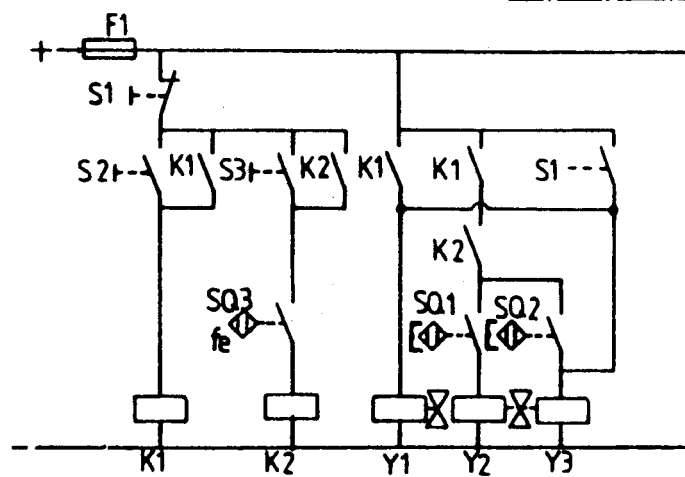 F1
+
S1
S2 K1 S3 K2 K1 K1 S1
K2
SQ3 SQ1 SQ2
fe
-
K1 K2 Y1 Y2 Y3